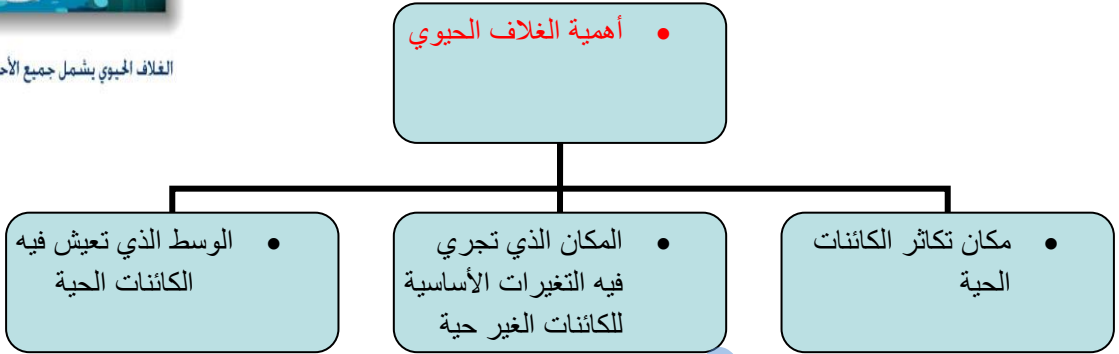 أهمية الغلاف الحيوي
الغلاف الحيوي يشمل جميع الأح
مكان تكاثر الكائنات
الحية
المكان الذي تجري
فيه التغيرات الأساسية
للكائنات الغير حية
الوسط الذي تعيش فيه
الكائنات الحية